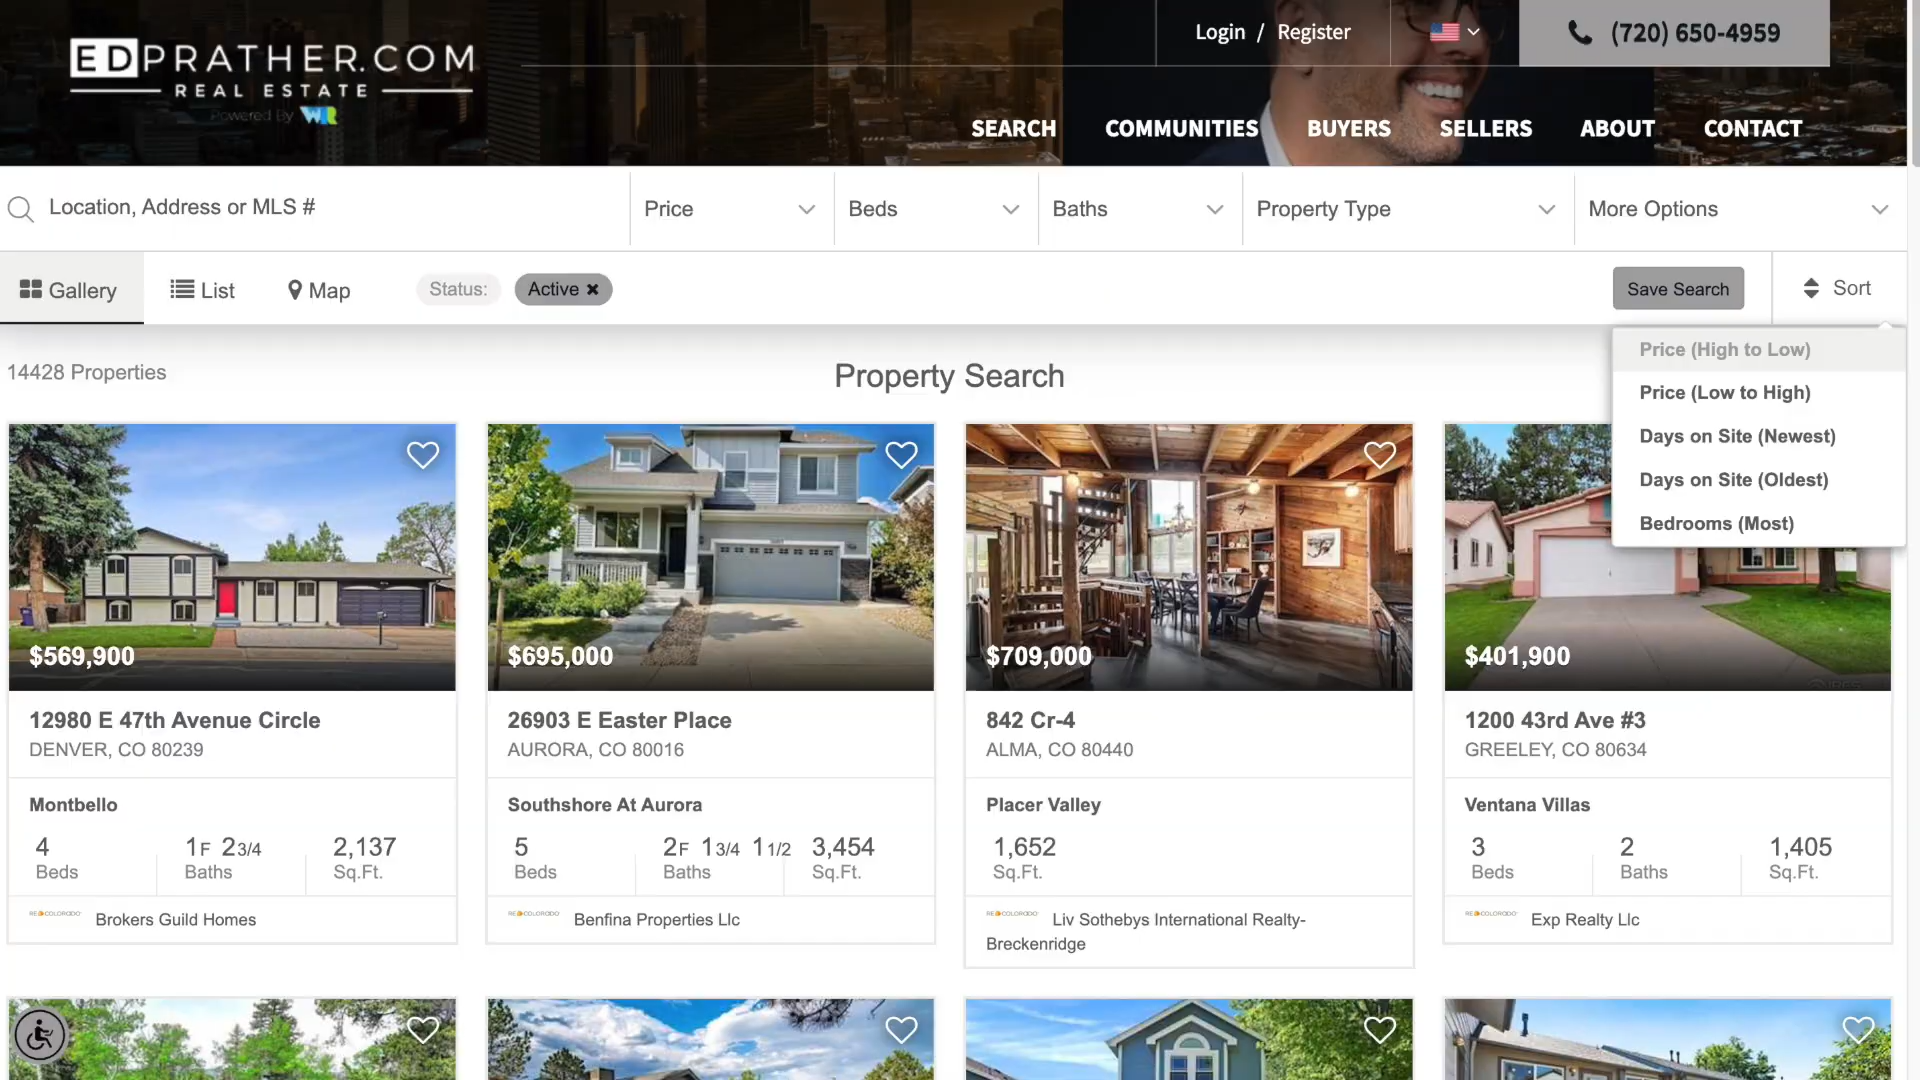 Login / Register
(720) 650-4959
EDPRATHER.COM
REAL ESTATE
Powered By WR
SEARCH COMMUNITIES BUYERS SELLERS ABOUT CONTACT
Location, Address or MLS # Price Beds Baths Property Type More Options
Gallery List Map Status: Active ✖ Save Search Sort
Price (High to Low)
Price (Low to High)
Days on Site (Newest)
Days on Site (Oldest)
Bedrooms (Most)
14428 Properties
Property Search
$569,900
12980 E 47th Avenue Circle
DENVER, CO 80239
Montbello
4 1F 2 3/4 2,137
Beds Baths Sq.Ft.
RECOLORADO Brokers Guild Homes
$695,000
26903 E Easter Place
AURORA, CO 80016
Southshore At Aurora
5 2F 1 3/4 1 1/2 3,454
Beds Baths Sq.Ft.
RECOLORADO Benfina Properties Llc
$709,000
842 Cr-4
ALMA, CO 80440
Placer Valley
1,652
Sq.Ft.
RECOLORADO Liv Sothebys International Realty-
Breckenridge
$401,900
1200 43rd Ave #3
GREELEY, CO 80634
Ventana Villas
3 2 1,405
Beds Baths Sq.Ft.
RECOLORADO Exp Realty Llc